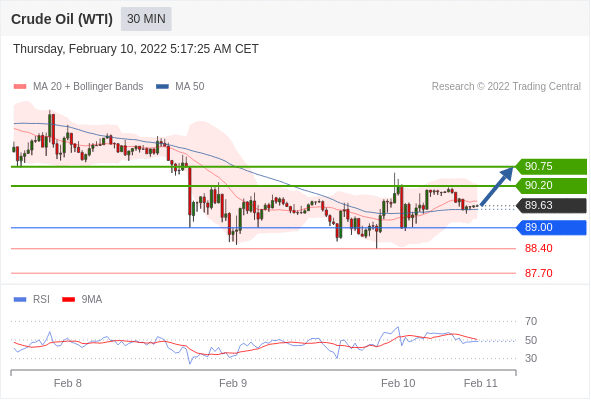 Crude Oil (WTI) 30 MIN
Thursday, February 10, 2022 5:17:25 AM CET
MA 20 + Bollinger Bands MA 50 Research © 2022 Trading Central
90.75
90.20
89.63
89.00
88.40
87.70
RSI 9MA
70
50
30
Feb 8 Feb 9 Feb 10 Feb 11